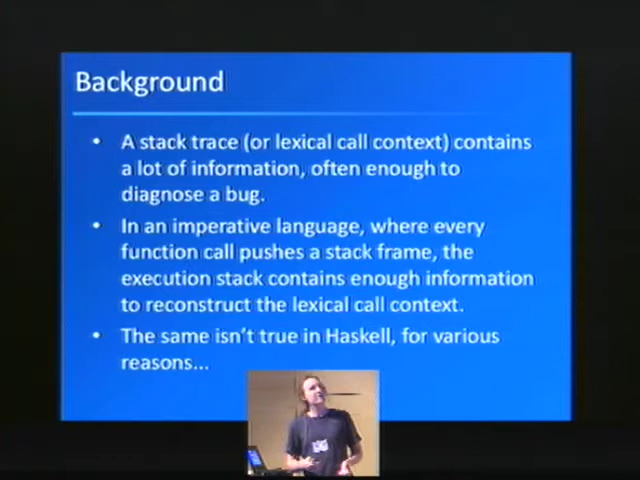 Background
• A stack trace (or lexical call context) contains
a lot of information, often enough to
diagnose a bug.
• In an imperative language, where every
function call pushes a stack frame, the
execution stack contains enough information
to reconstruct the lexical call context.
• The same isn't true in Haskell, for various
reasons...